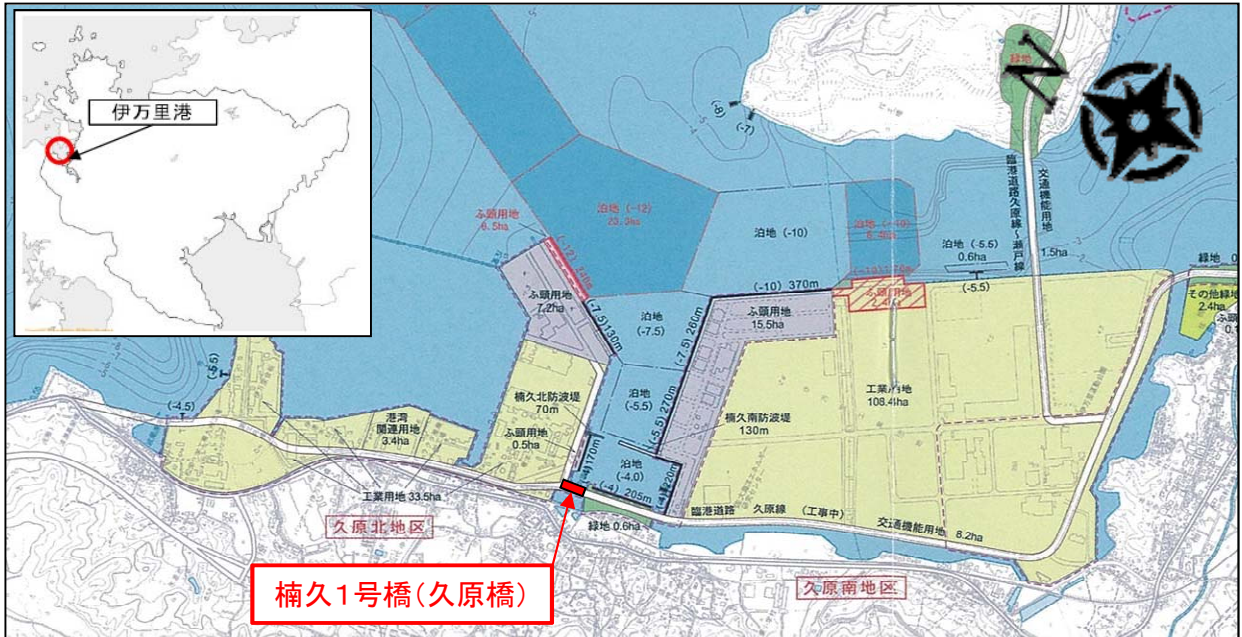 伊万里港
緑地
N
(-8)
(-7)
臨港道路久原線～瀬戸線
交通機能用地
1.5ha
ふ頭用地
6.5ha
泊地 (-12)
23.3ha
泊地 (-10)
泊地 (-5.5)
0.6ha
(-5.5)
(-12)
ふ頭用地
7.2ha
(-7.5)130m
泊地
(-7.5)
(-7.5) 260m
(-10) 370m
ふ頭用地
15.5ha
その他緑地
2.4ha
(-5.5)
(-4.5)
港湾
関連用地
3.4ha
楠久北防波堤
70m
ふ頭用地
0.5ha
泊地
(-5.5)
(-5.5) 270m
楠久南防波堤
130m
工業用地
108.4ha
工業用地 33.5ha
(-4)70m
泊地
(-4.0)
(-4) 205m
緑地 0.6ha
臨港道路 久原線 (工事中)
交通機能用地 8.2ha
久原北地区
久原南地区
楠久1号橋(久原橋)